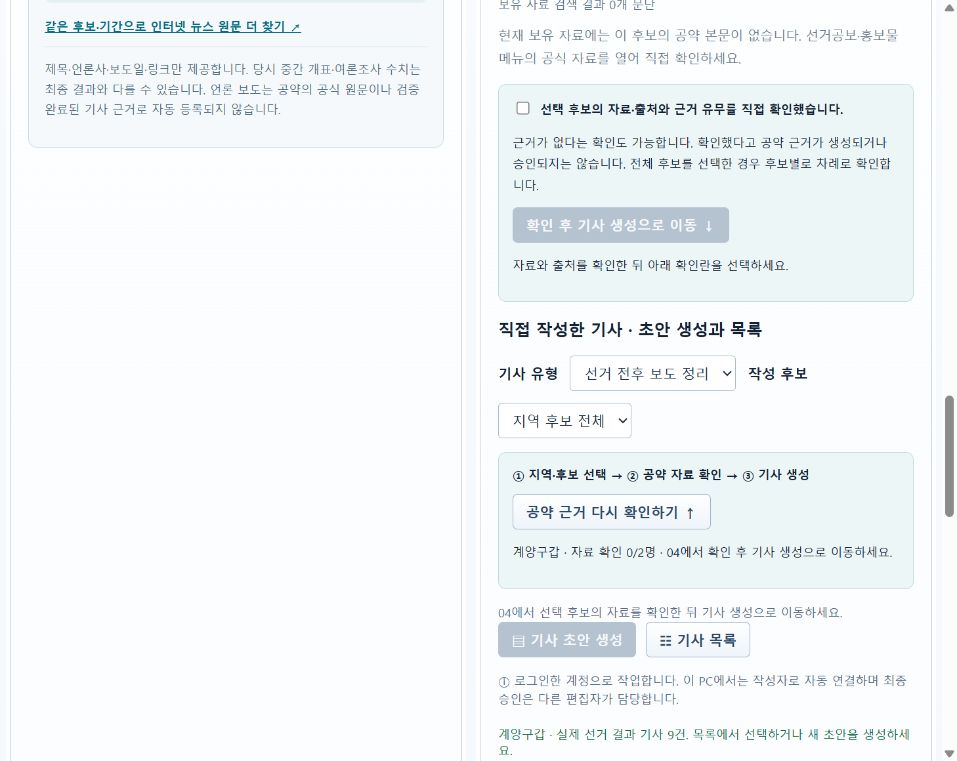 같은 후보·기간으로 인터넷 뉴스 원문 더 찾기 ↗
제목·언론사·보도일·링크만 제공합니다. 당시 중간 개표·여론조사 수치는
최종 결과와 다를 수 있습니다. 언론 보도는 공약의 공식 원문이나 검증
완료된 기사 근거로 자동 등록되지 않습니다.
보유 자료 검색 결과 0개 문단
현재 보유 자료에는 이 후보의 공약 본문이 없습니다. 선거공보·홍보물
메뉴의 공식 자료를 열어 직접 확인하세요.
선택 후보의 자료·출처와 근거 유무를 직접 확인했습니다.
근거가 없다는 확인도 가능합니다. 확인했다고 공약 근거가 생성되거나
승인되지는 않습니다. 전체 후보를 선택한 경우 후보별로 차례로 확인합
니다.
확인 후 기사 생성으로 이동 ↓
자료와 출처를 확인한 뒤 아래 확인란을 선택하세요.
직접 작성한 기사 · 초안 생성과 목록
기사 유형 선거 전후 보도 정리 작성 후보
지역 후보 전체
① 지역·후보 선택 → ② 공약 자료 확인 → ③ 기사 생성
공약 근거 다시 확인하기 ↑
계양구갑 · 자료 확인 0/2명 · 04에서 확인 후 기사 생성으로 이동하세요.
04에서 선택 후보의 자료를 확인한 뒤 기사 생성으로 이동하세요.
▤ 기사 초안 생성 ☷ 기사 목록
① 로그인한 계정으로 작업합니다. 이 PC에서는 작성자로 자동 연결하며 최종
승인은 다른 편집자가 담당합니다.
계양구갑 · 실제 선거 결과 기사 9건. 목록에서 선택하거나 새 초안을 생성하세
요.